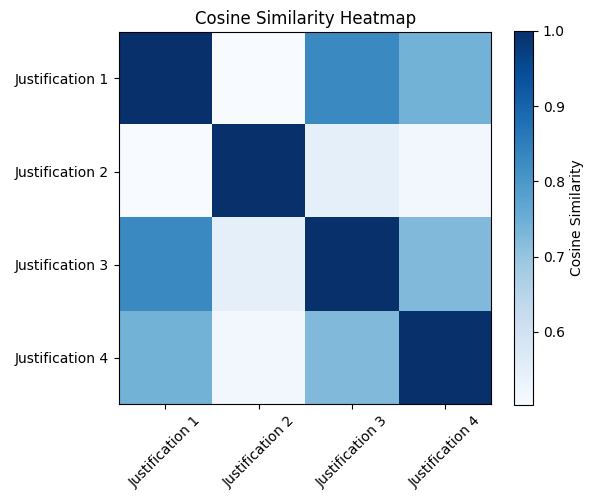 Cosine Similarity Heatmap
Justification 1
Justification 2
Justification 3
Justification 4
Justification 1
Justification 2
Justification 3
Justification 4
1.0
0.9
0.8
0.7
0.6
Cosine Similarity